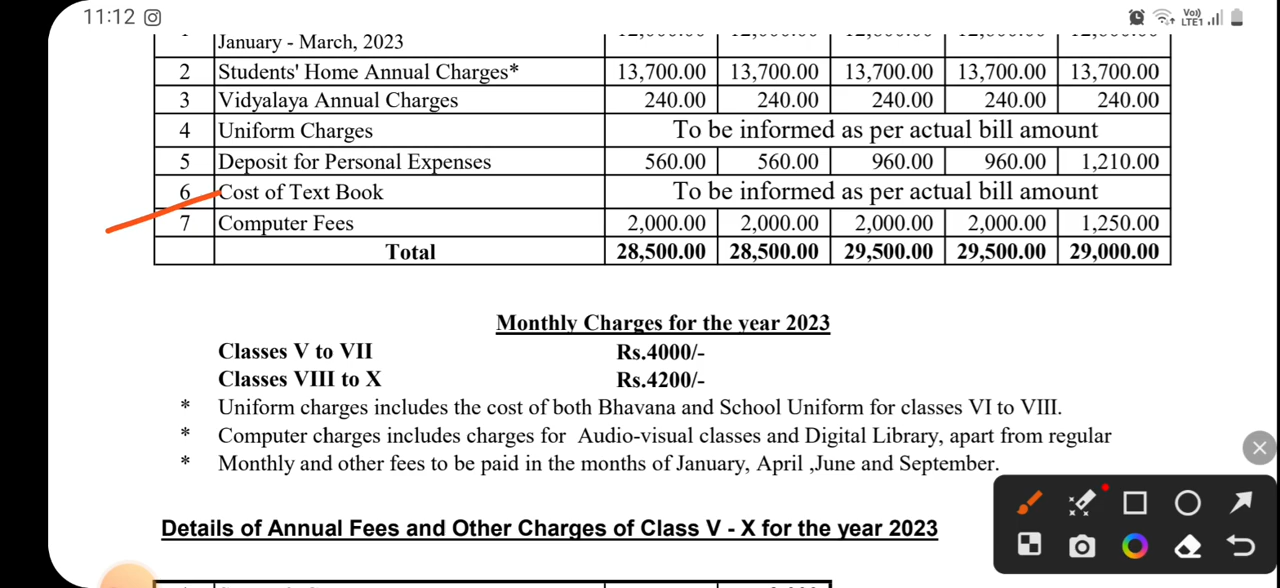 11:12
Vo))
LTE1
January - March, 2023
2 Students' Home Annual Charges* 13,700.00 13,700.00 13,700.00 13,700.00 13,700.00
3 Vidyalaya Annual Charges 240.00 240.00 240.00 240.00 240.00
4 Uniform Charges To be informed as per actual bill amount
5 Deposit for Personal Expenses 560.00 560.00 960.00 960.00 1,210.00
6 Cost of Text Book To be informed as per actual bill amount
7 Computer Fees 2,000.00 2,000.00 2,000.00 2,000.00 1,250.00
Total 28,500.00 28,500.00 29,500.00 29,500.00 29,000.00
Monthly Charges for the year 2023
Classes V to VII Rs.4000/-
Classes VIII to X Rs.4200/-
* Uniform charges includes the cost of both Bhavana and School Uniform for classes VI to VIII.
* Computer charges includes charges for Audio-visual classes and Digital Library, apart from regular
* Monthly and other fees to be paid in the months of January, April ,June and September.
Details of Annual Fees and Other Charges of Class V - X for the year 2023